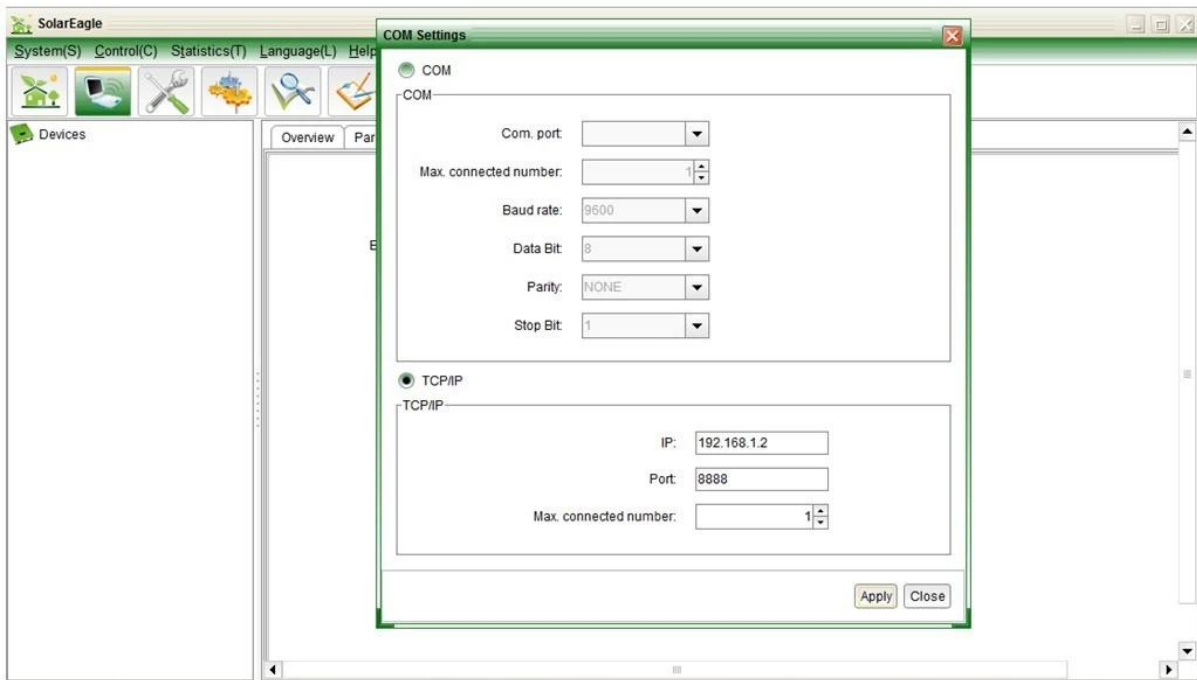 SolarEagle
System(S) Control(C) Statistics(T) Language(L) Help
Devices
Overview Par
E
COM Settings
COM
COM
Com. port:
Max. connected number: 1
Baud rate: 9600
Data Bit: 8
Parity: NONE
Stop Bit: 1
TCP/IP
TCP/IP
IP: 192.168.1.2
Port: 8888
Max. connected number: 1
Apply Close